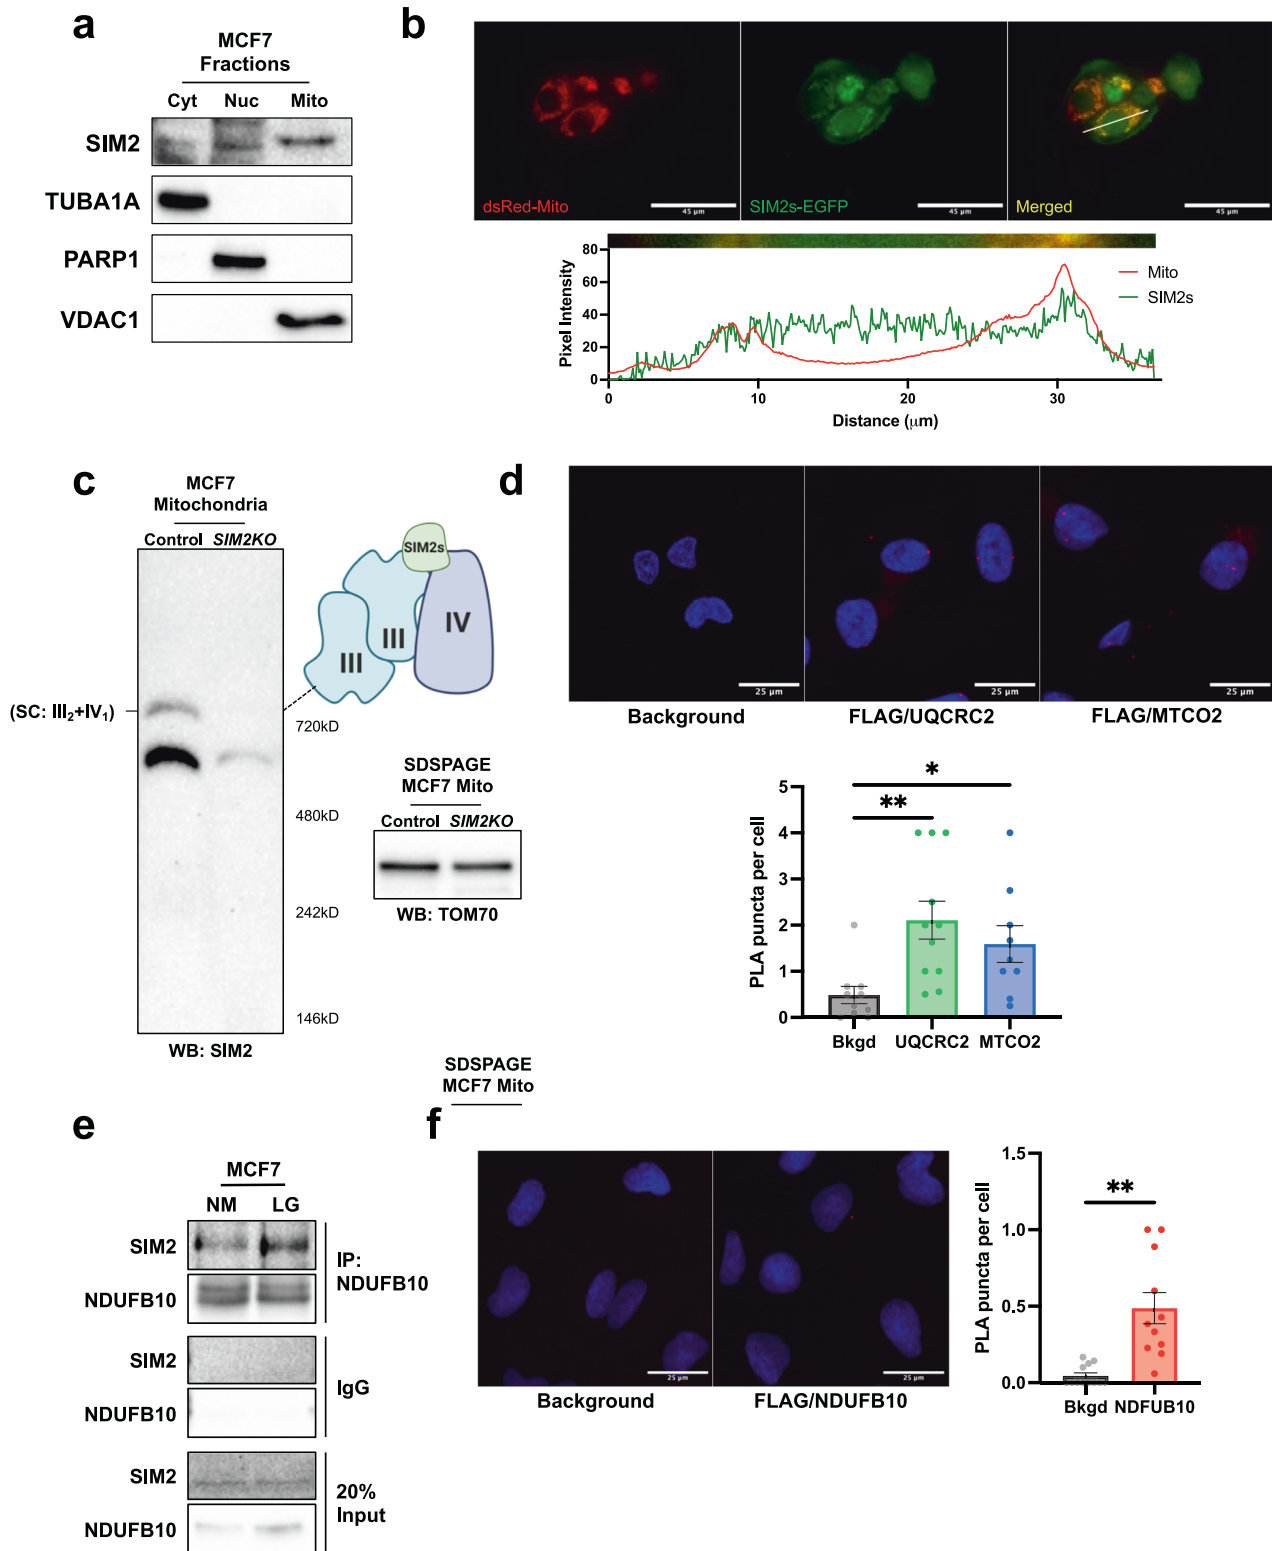 a
MCF7
Fractions
Cyt Nuc Mito
SIM2
TUBA1A
PARP1
VDAC1
b
dsRed-Mito
45 µm
SIM2s-EGFP
45 µm
Merged
45 µm
Pixel Intensity
80
60
40
20
0
Mito
SIM2s
0 10 20 30
Distance (µm)
c
MCF7
Mitochondria
Control SIM2KO
(SC: III₂+IV₁)
720kD
480kD
242kD
146kD
WB: SIM2
SIM2s
III
III
IV
SDSPAGE
MCF7 Mito
Control SIM2KO
WB: TOM70
d
25 µm
25 µm
25 µm
Background FLAG/UQCRC2 FLAG/MTCO2
PLA puncta per cell
5
4
3
2
1
0
**
*
Bkgd UQCRC2 MTCO2
SDSPAGE
MCF7 Mito
e
MCF7
NM LG
SIM2
NDUFB10
IP:
NDUFB10
SIM2
NDUFB10
IgG
SIM2
NDUFB10
20%
Input
f
25 µm
25 µm
Background FLAG/NDUFB10
PLA puncta per cell
1.5
1.0
0.5
0.0
**
Bkgd NDFUB10